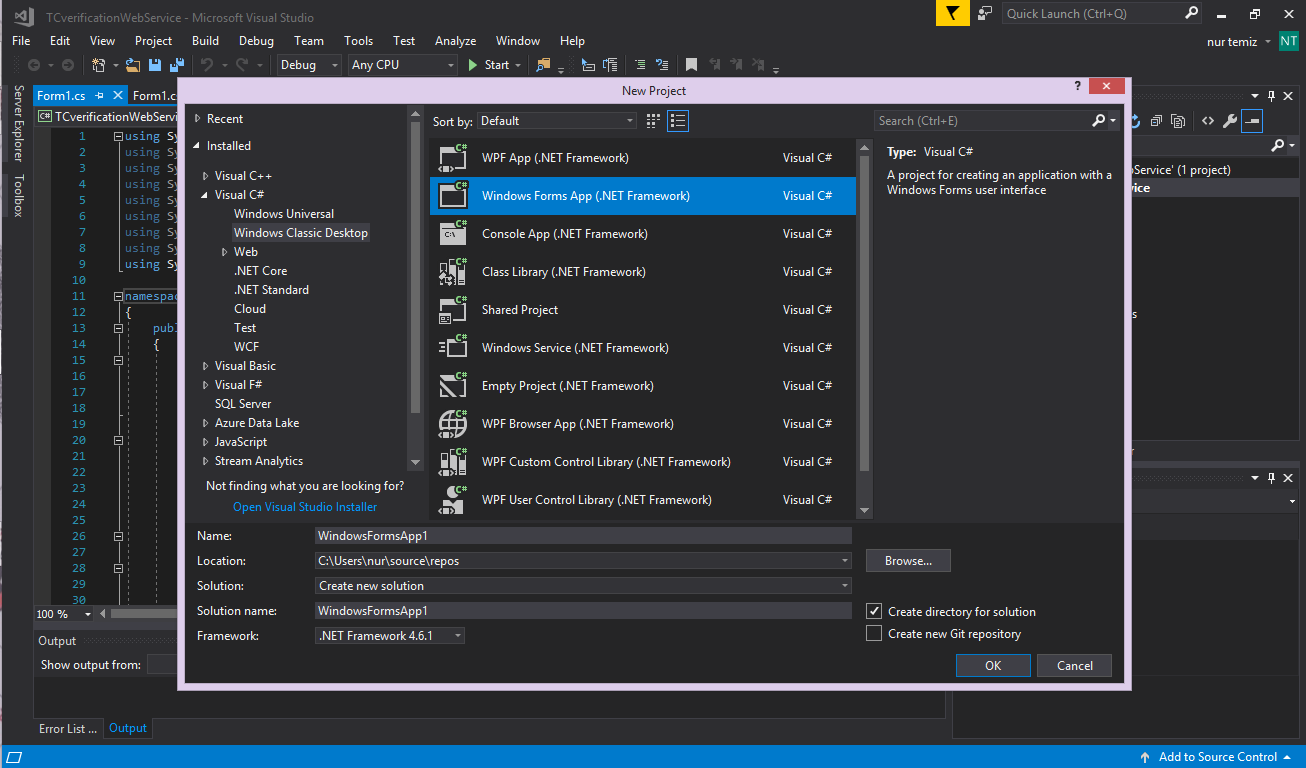 TCverificationWebService - Microsoft Visual Studio
Quick Launch (Ctrl+Q)
File Edit View Project Build Debug Team Tools Test Analyze Window Help
nur temiz NT
Debug Any CPU Start
Server Explorer
Toolbox
Form1.cs
Form1.c
C# TCverificationWebServi
1 using Sy
2 using Sy
3 using Sy
4 using Sy
5 using Sy
6 using Sy
7 using Sy
8 using Sy
9 using Sy
10
11 namespac
12 {
13 publ
14 {
15
16
17
18
19
20
21
22
23
24
25
26
27
28
29
30
100 %
Output
Show output from:
Error List ... Output
Add to Source Control
New Project
?
Recent
Installed
Visual C++
Visual C#
Windows Universal
Windows Classic Desktop
Web
.NET Core
.NET Standard
Cloud
Test
WCF
Visual Basic
Visual F#
SQL Server
Azure Data Lake
JavaScript
Stream Analytics
Not finding what you are looking for?
Open Visual Studio Installer
Sort by: Default
Search (Ctrl+E)
WPF App (.NET Framework) Visual C#
Windows Forms App (.NET Framework) Visual C#
Console App (.NET Framework) Visual C#
Class Library (.NET Framework) Visual C#
Shared Project Visual C#
Windows Service (.NET Framework) Visual C#
Empty Project (.NET Framework) Visual C#
WPF Browser App (.NET Framework) Visual C#
WPF Custom Control Library (.NET Framework) Visual C#
WPF User Control Library (.NET Framework) Visual C#
Type: Visual C#
A project for creating an application with a
Windows Forms user interface
Name: WindowsFormsApp1
Location: C:\Users\nur\source\repos
Browse...
Solution: Create new solution
Solution name: WindowsFormsApp1
Create directory for solution
Framework: .NET Framework 4.6.1
Create new Git repository
OK Cancel
bService' (1 project)
vice
s